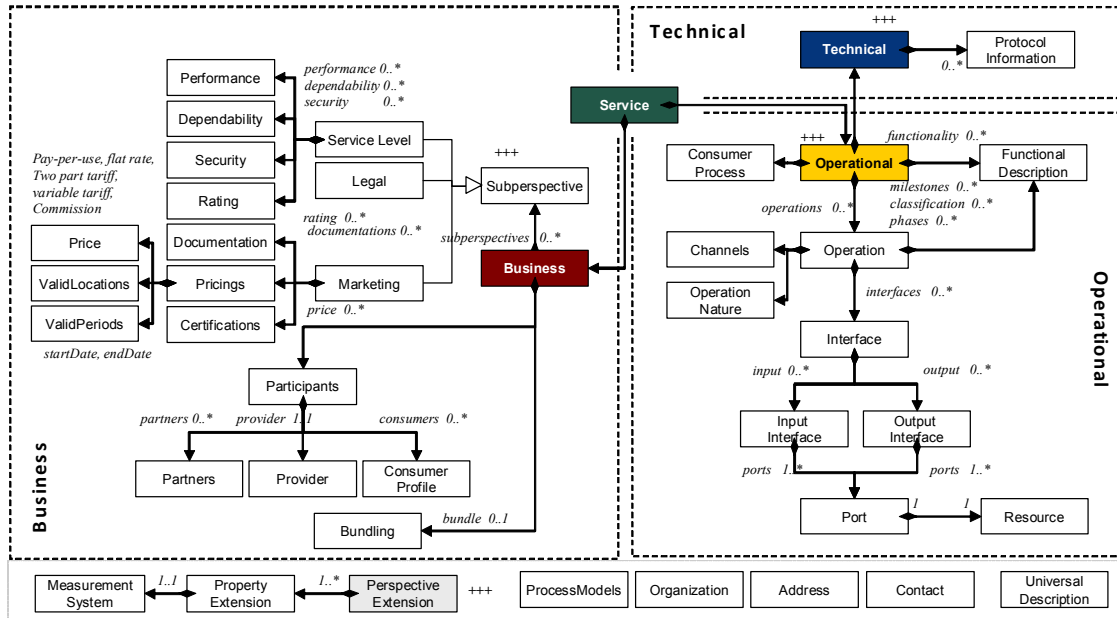 Technical
+++
Technical
0..*
Protocol
Information
Performance
performance 0..*
dependability 0..*
security 0..*
Dependability
Service
Service Level
Pay-per-use, flat rate,
Two part tariff,
variable tariff,
Commission
Security
Legal
Rating
+++
Subperspective
+++
Operational
functionality 0..*
Consumer
Process
Functional
Description
milestones 0..*
classification 0..*
phases 0..*
operations 0..*
rating 0..*
documentations 0..*
subperspectives 0..*
Price
Documentation
Business
Channels
Operation
ValidLocations
Pricings
Marketing
Operation
Nature
interfaces 0..*
ValidPeriods
Certifications
price 0..*
startDate, endDate
Interface
Operational
input 0..*
output 0..*
Participants
partners 0..*
provider 1..1
consumers 0..*
Input
Interface
Output
Interface
Partners
Provider
Consumer
Profile
ports 1..*
ports 1..*
Business
bundle 0..1
Bundling
Port
1
1
Resource
Measurement
System
1..1
Property
Extension
1..*
Perspective
Extension
+++
ProcessModels
Organization
Address
Contact
Universal
Description